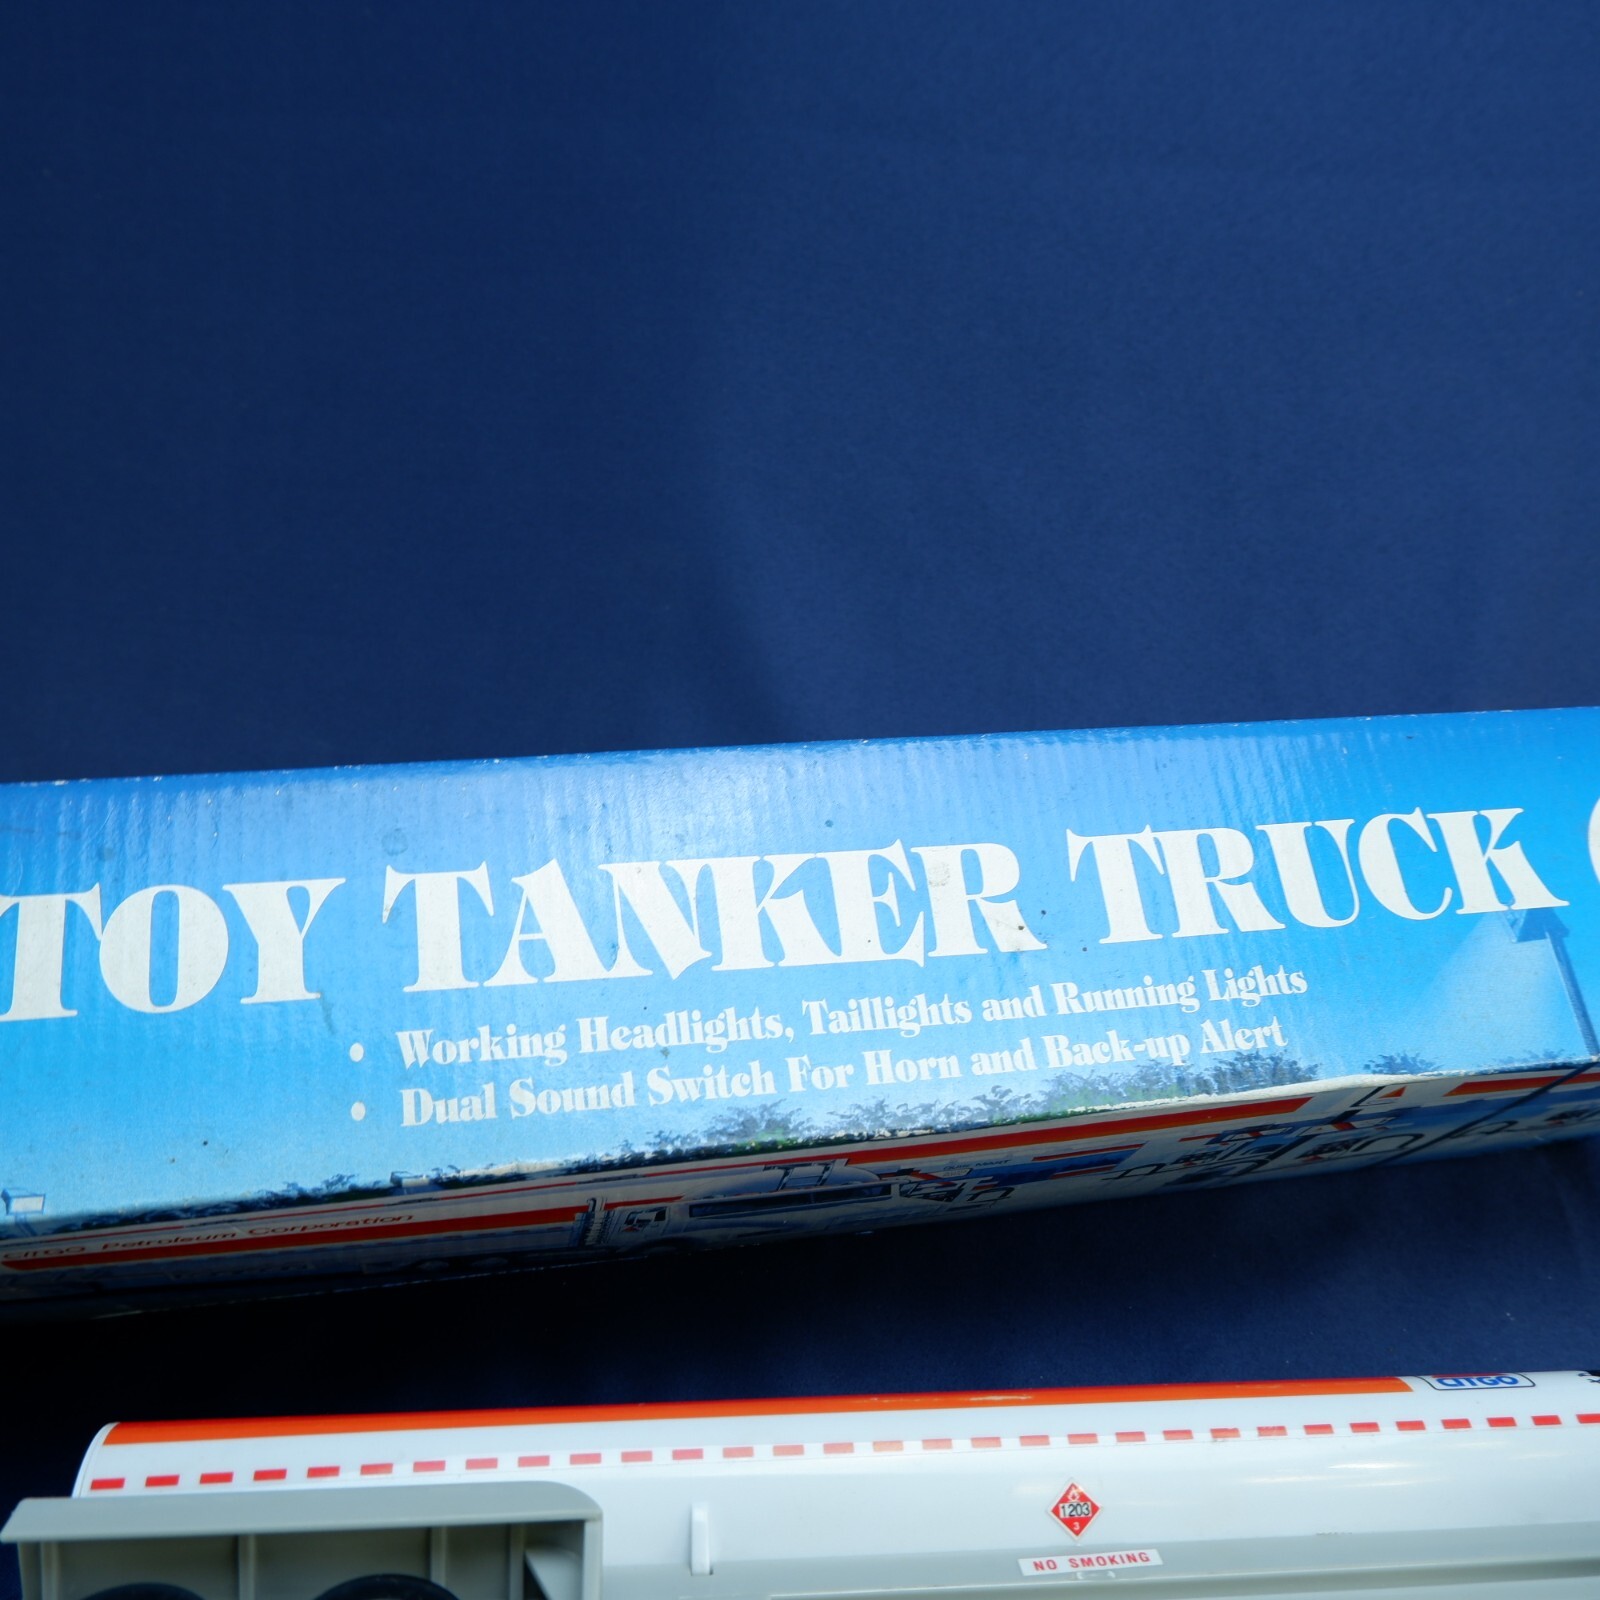 TOY TANKER TRUCK
• Working Headlights, Taillights and Running Lights
• Dual Sound Switch For Horn and Back-up Alert
CITGO Petroleum Corporation
CITGO
1203
3
NO SMOKING